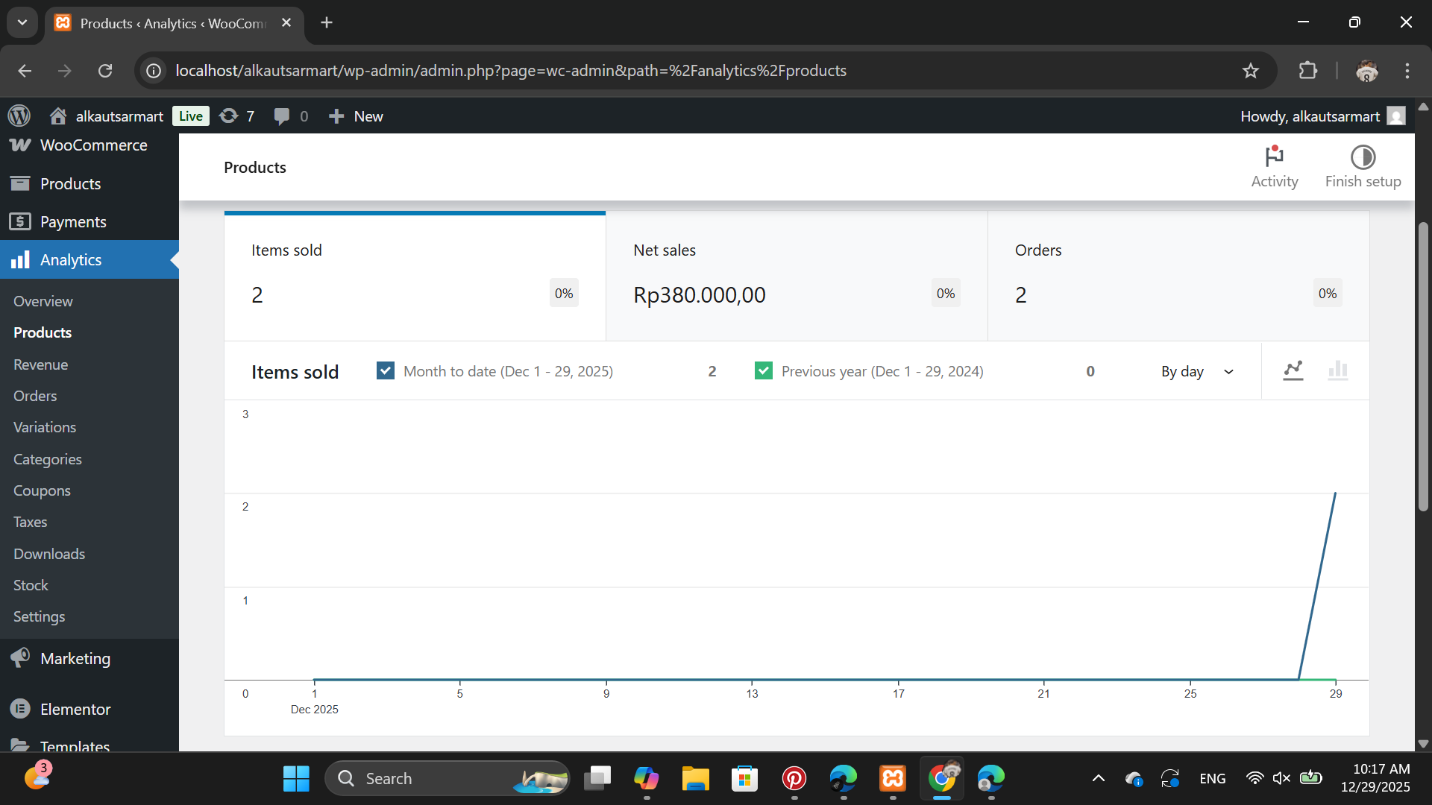 Products ‹ Analytics ‹ WooCom
localhost/alkautsarmart/wp-admin/admin.php?page=wc-admin&path=%2Fanalytics%2Fproducts
8
alkautsarmart Live 7 0 New Howdy, alkautsarmart
WooCommerce
Products
Payments
Analytics
Overview
Products
Revenue
Orders
Variations
Categories
Coupons
Taxes
Downloads
Stock
Settings
Marketing
Elementor
Templates
Products
Activity
Finish setup
Items sold
2 0%
Net sales
Rp380.000,00 0%
Orders
2 0%
Items sold Month to date (Dec 1 - 29, 2025) 2 Previous year (Dec 1 - 29, 2024) 0 By day
3
2
1
0 1 5 9 13 17 21 25 29
Dec 2025
3
Search
ENG
10:17 AM
12/29/2025